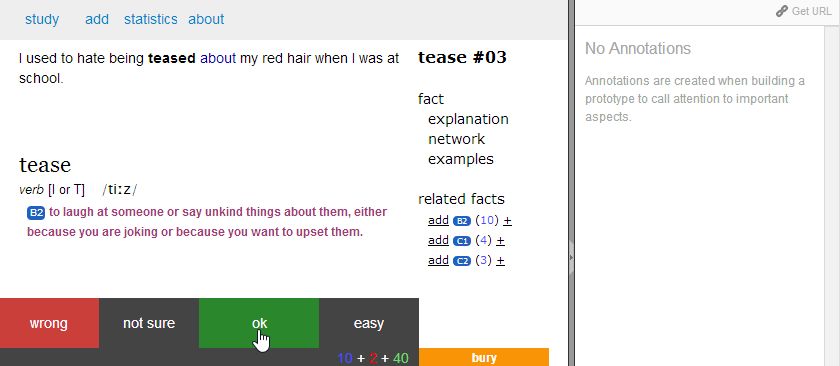 study add statistics about
Get URL
I used to hate being teased about my red hair when I was at
school.
tease
verb [I or T] /tiːz/
B2 to laugh at someone or say unkind things about them, either
because you are joking or because you want to upset them.
tease #03
fact
explanation
network
examples
related facts
add B2 (10) +
add C1 (4) +
add C2 (3) +
No Annotations
Annotations are created when building a
prototype to call attention to important
aspects.
wrong not sure ok easy
10 + 2 + 40
bury